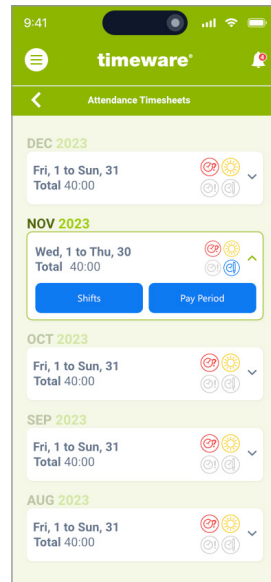 9:41
timeware®
Attendance Timesheets
DEC 2023
Fri, 1 to Sun, 31
Total 40:00
NOV 2023
Wed, 1 to Thu, 30
Total 40:00
Shifts
Pay Period
OCT 2023
Fri, 1 to Sun, 31
Total 40:00
SEP 2023
Fri, 1 to Sun, 31
Total 40:00
AUG 2023
Fri, 1 to Sun, 31
Total 40:00